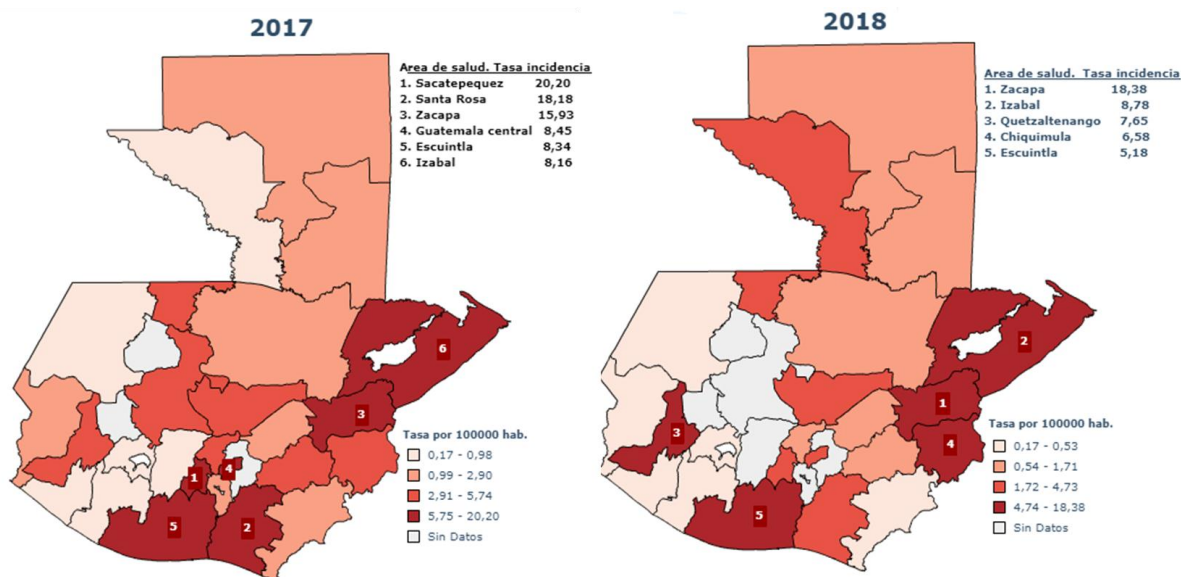 2017
Area de salud. Tasa incidencia
1. Sacatepequez 20,20
2. Santa Rosa 18,18
3. Zacapa 15,93
4. Guatemala central 8,45
5. Escuintla 8,34
6. Izabal 8,16
6
3
4
1
5
2
Tasa por 100000 hab.
0,17 - 0,98
0,99 - 2,90
2,91 - 5,74
5,75 - 20,20
Sin Datos
2018
Area de salud. Tasa incidencia
1. Zacapa 18,38
2. Izabal 8,78
3. Quetzaltenango 7,65
4. Chiquimula 6,58
5. Escuintla 5,18
2
1
3
4
5
Tasa por 100000 hab.
0,17 - 0,53
0,54 - 1,71
1,72 - 4,73
4,74 - 18,38
Sin Datos